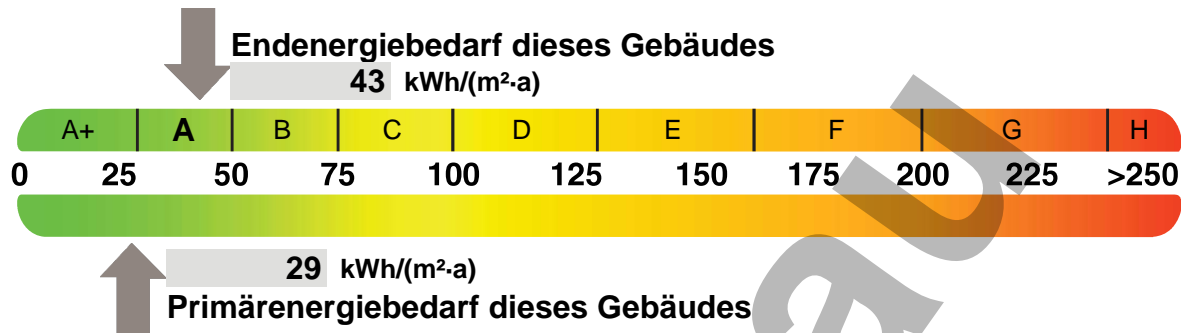 Endenergiebedarf dieses Gebäudes
43 kWh/(m²·a)
A+ A B C D E F G H
0 25 50 75 100 125 150 175 200 225 >250
29 kWh/(m²·a)
Primärenergiebedarf dieses Gebäudes
au